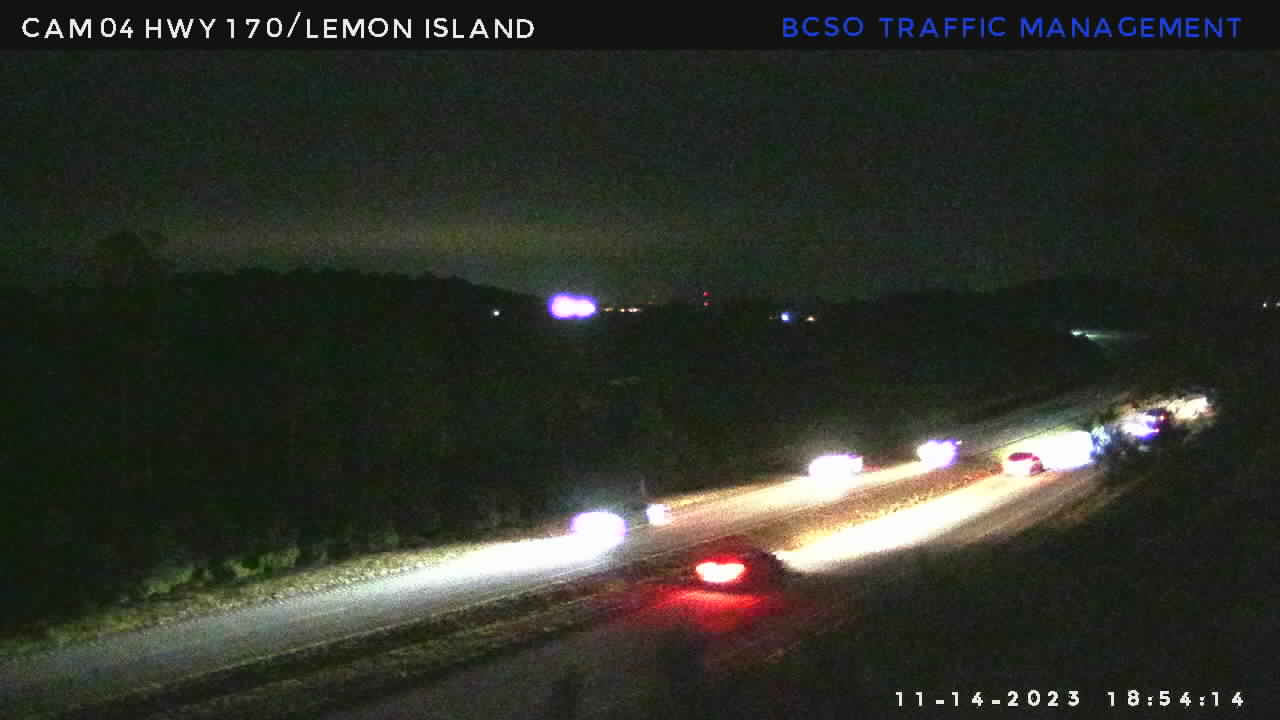 CAM04 HWY 170/LEMON ISLAND
BCSO TRAFFIC MANAGEMENT
11-14-2023 18:54:14